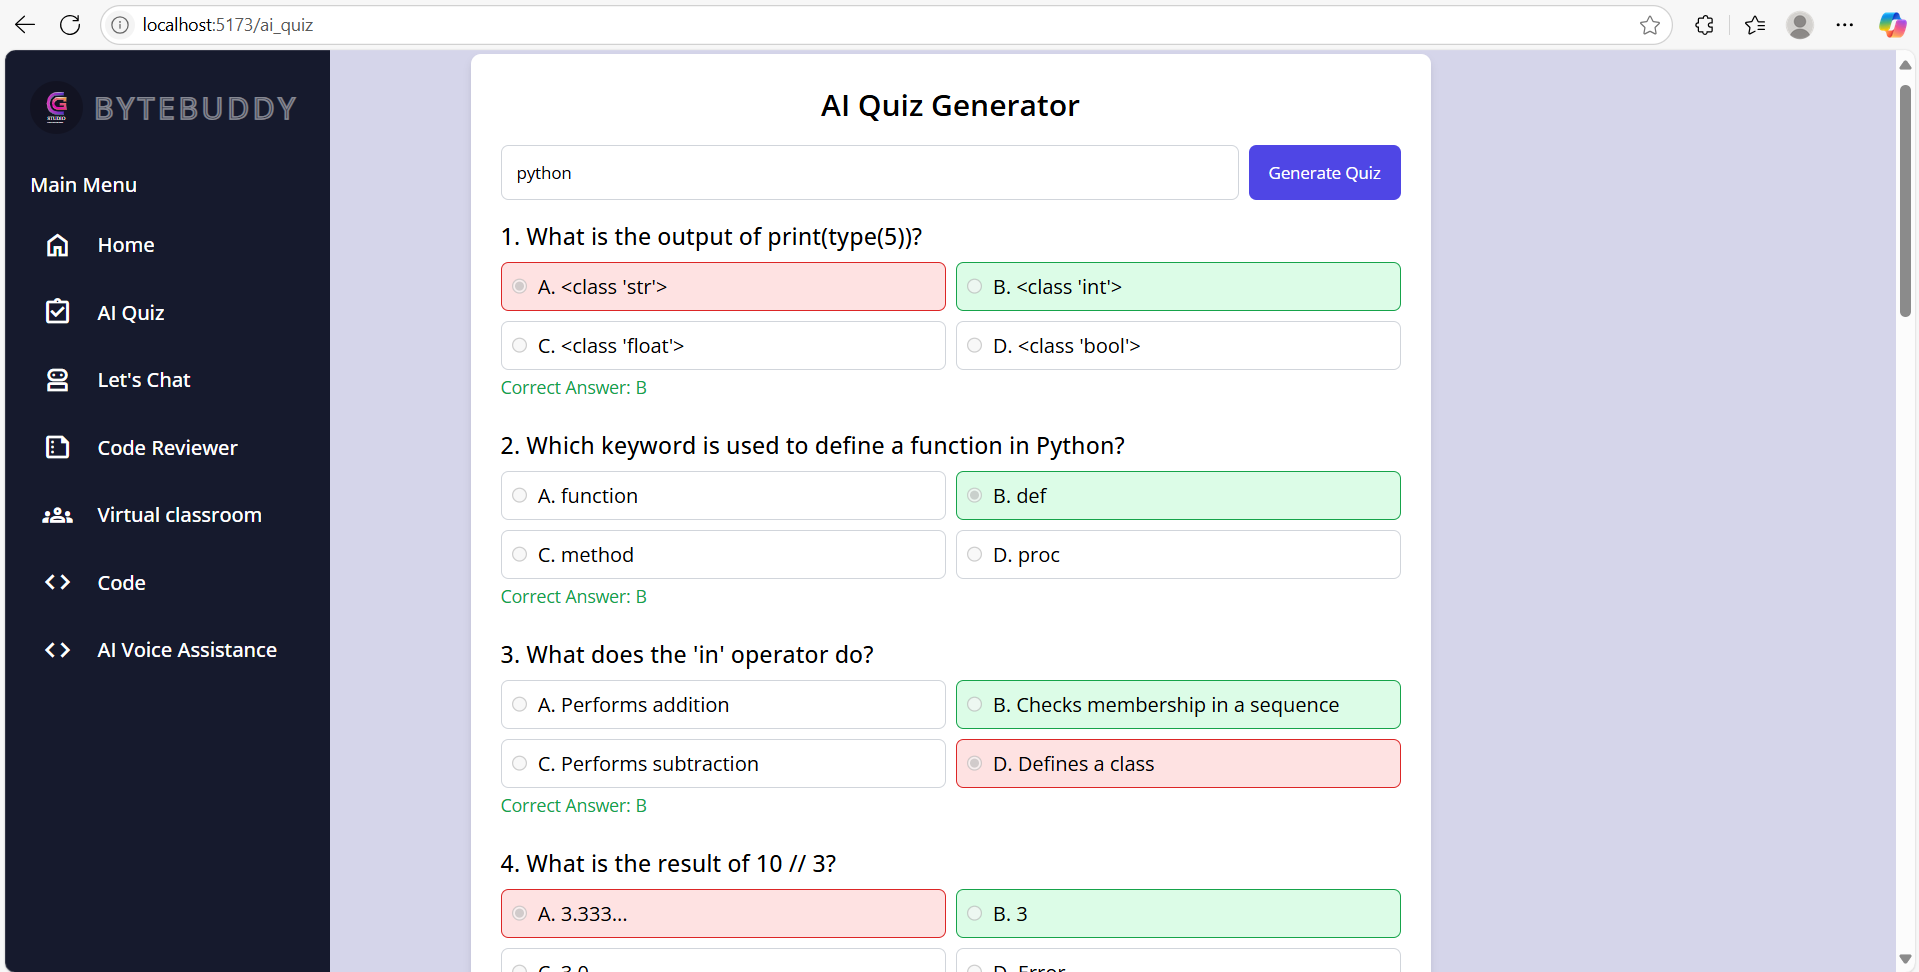 localhost:5173/ai_quiz
STUDIO
BYTEBUDDY
Main Menu
Home
AI Quiz
Let's Chat
Code Reviewer
Virtual classroom
Code
AI Voice Assistance
AI Quiz Generator
python
Generate Quiz
1. What is the output of print(type(5))?
A. <class 'str'>
B. <class 'int'>
C. <class 'float'>
D. <class 'bool'>
Correct Answer: B
2. Which keyword is used to define a function in Python?
A. function
B. def
C. method
D. proc
Correct Answer: B
3. What does the 'in' operator do?
A. Performs addition
B. Checks membership in a sequence
C. Performs subtraction
D. Defines a class
Correct Answer: B
4. What is the result of 10 // 3?
A. 3.333...
B. 3
C. 3.0
D. Error